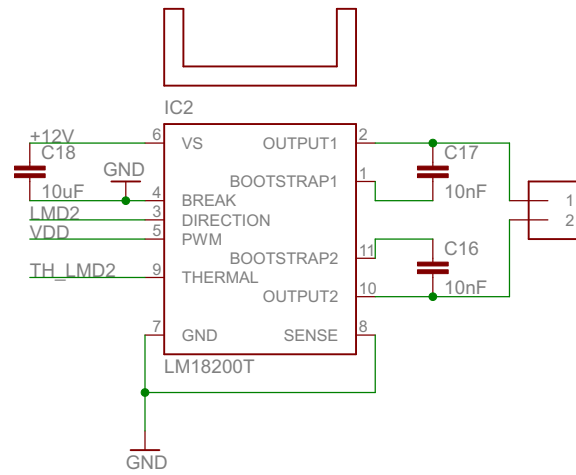 IC2
+12V 6 VS OUTPUT1 2
C18 C17
GND 1
10uF BOOTSTRAP1 10nF
4 BREAK 1
LMD2 3 DIRECTION 2
VDD 5 PWM
BOOTSTRAP2 11 C16
TH_LMD2 9 THERMAL
OUTPUT2 10 10nF
7 GND SENSE 8
LM18200T
GND